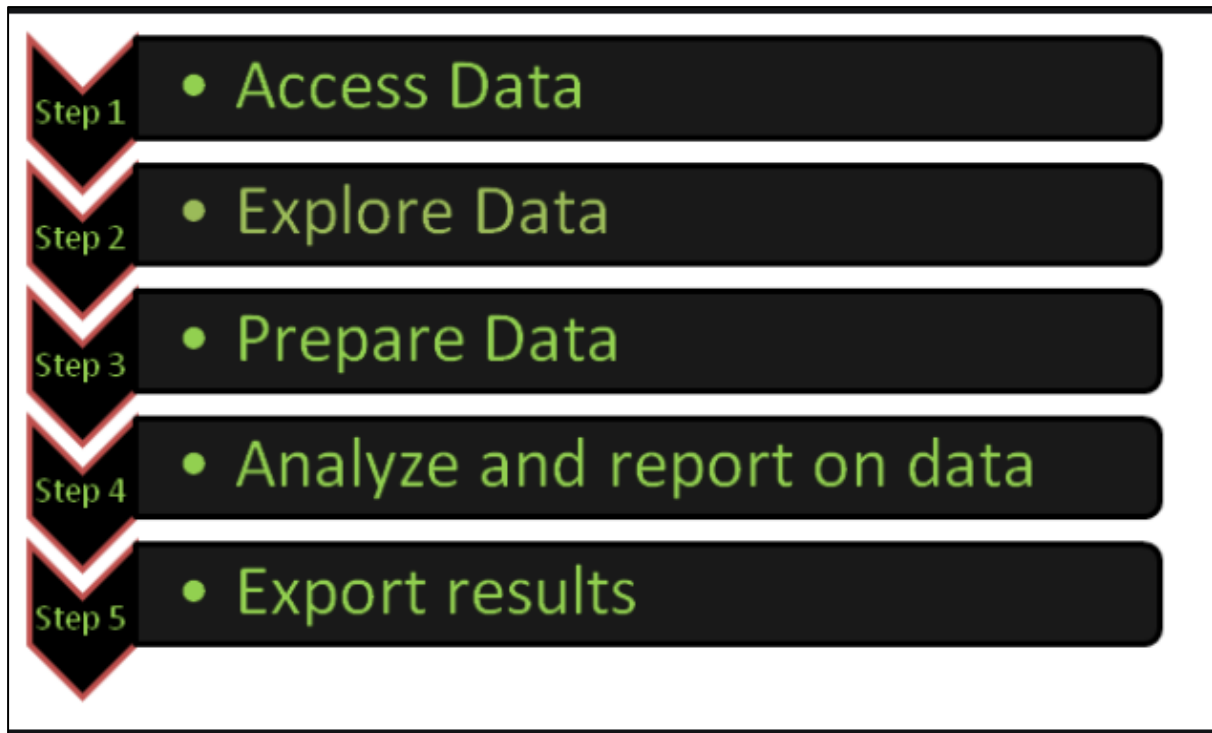 Step 1
• Access Data
Step 2
• Explore Data
Step 3
• Prepare Data
Step 4
• Analyze and report on data
Step 5
• Export results